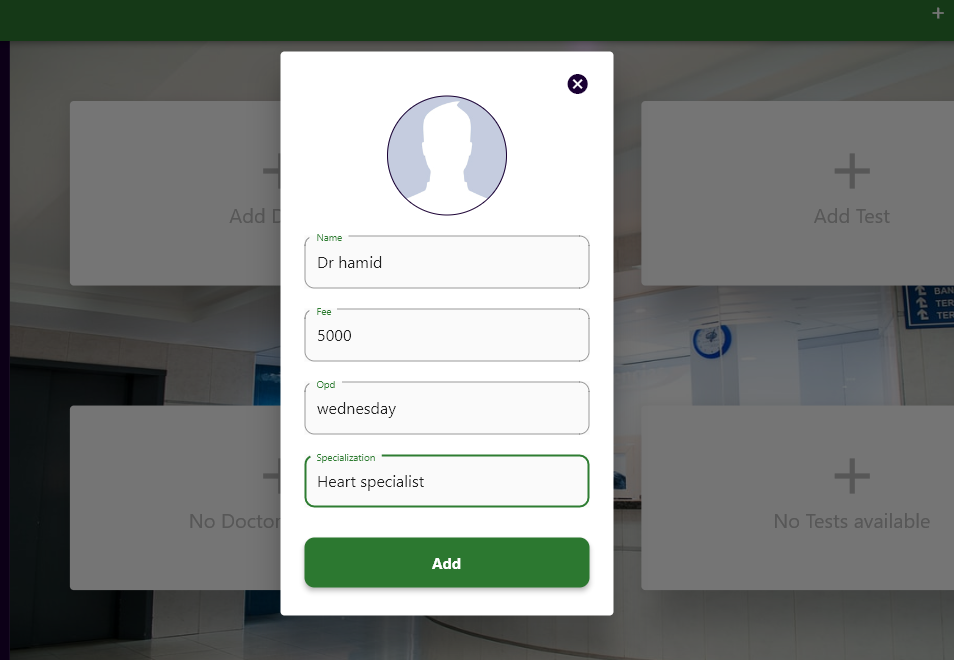 Add D
Add Test
Name
Dr hamid
Fee
5000
Opd
wednesday
Specialization
Heart specialist
Add
No Doctor
No Tests available
BAN
TER
TER